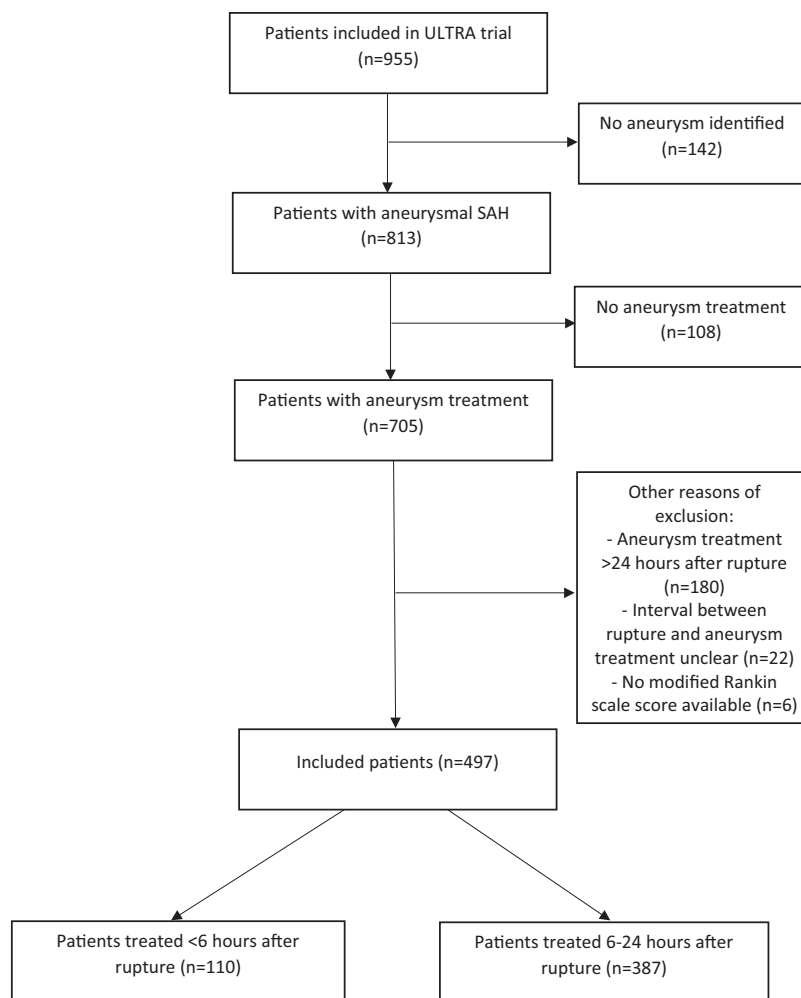 Patients included in ULTRA trial
(n=955)
No aneurysm identified
(n=142)
Patients with aneurysmal SAH
(n=813)
No aneurysm treatment
(n=108)
Patients with aneurysm treatment
(n=705)
Other reasons of
exclusion:
- Aneurysm treatment
>24 hours after rupture
(n=180)
- Interval between
rupture and aneurysm
treatment unclear (n=22)
- No modified Rankin
scale score available (n=6)
Included patients (n=497)
Patients treated <6 hours after
rupture (n=110)
Patients treated 6-24 hours after
rupture (n=387)